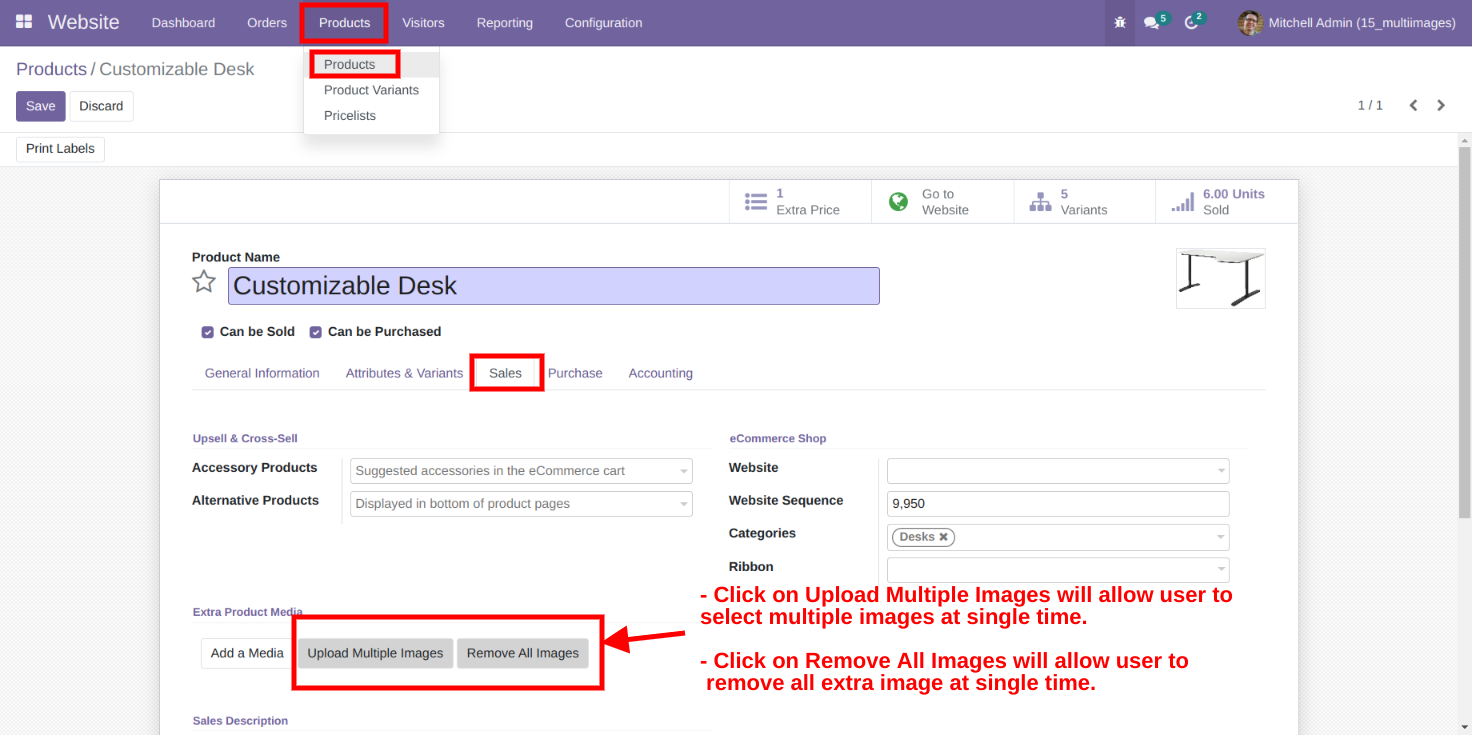 Website
Dashboard
Orders
Products
Visitors
Reporting
Configuration
5
2
Mitchell Admin (15_multiimages)
Products / Customizable Desk
Products
Product Variants
Pricelists
Save
Discard
1 / 1
Print Labels
1
Extra Price
Go to
Website
5
Variants
6.00 Units
Sold
Product Name
Customizable Desk
Can be Sold
Can be Purchased
General Information
Attributes & Variants
Sales
Purchase
Accounting
Upsell & Cross-Sell
Accessory Products
Suggested accessories in the eCommerce cart
Alternative Products
Displayed in bottom of product pages
eCommerce Shop
Website
Website Sequence
9,950
Categories
Desks
Ribbon
Extra Product Media
Add a Media
Upload Multiple Images
Remove All Images
- Click on Upload Multiple Images will allow user to
select multiple images at single time.
- Click on Remove All Images will allow user to
remove all extra image at single time.
Sales Description